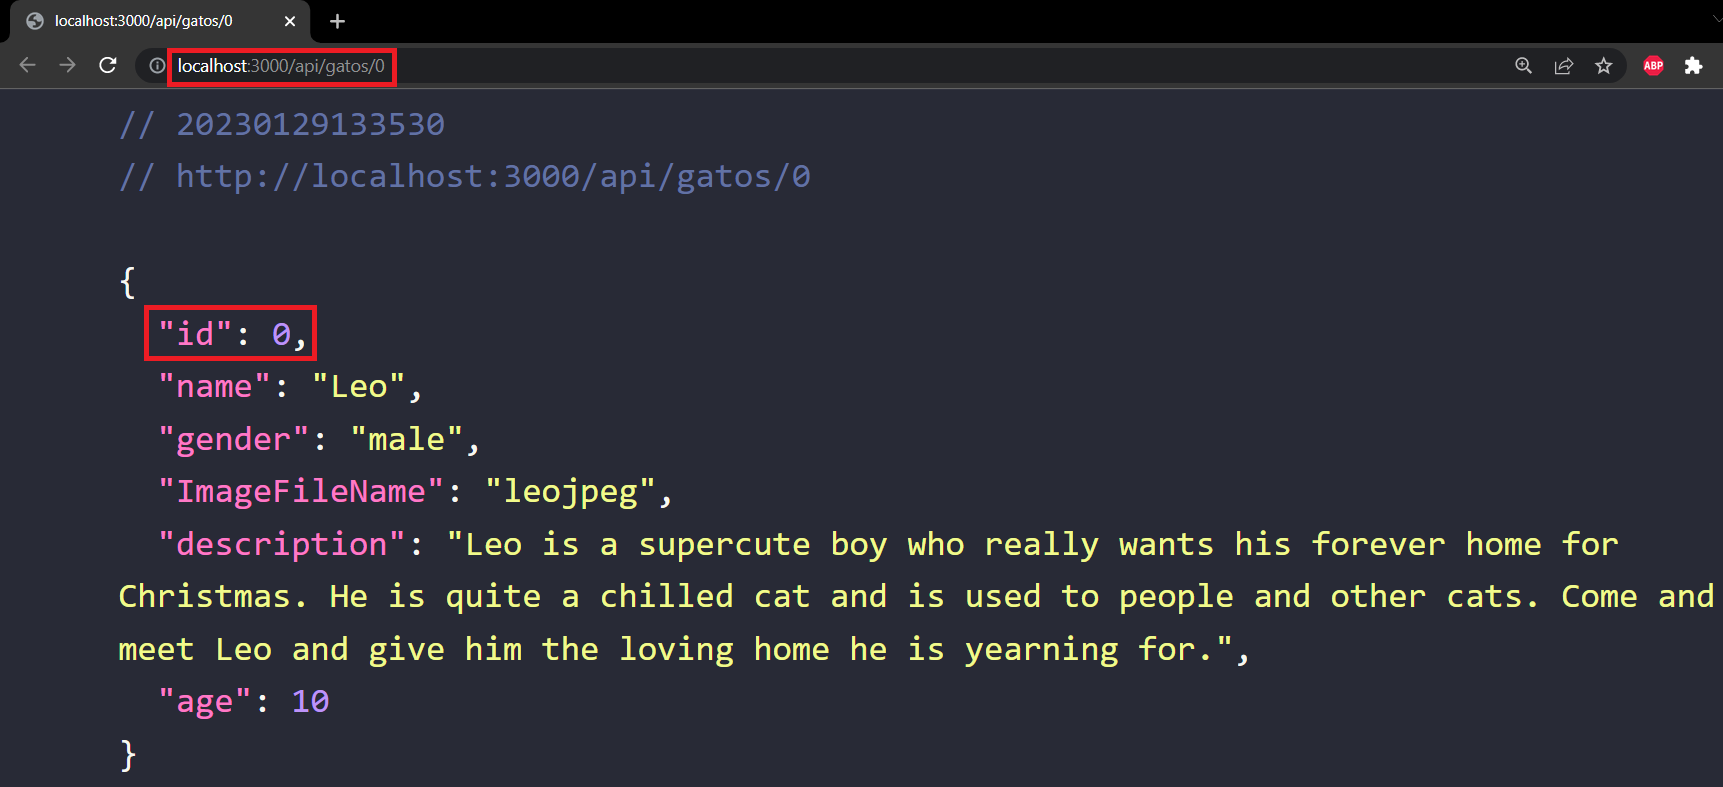 localhost:3000/api/gatos/0
localhost:3000/api/gatos/0
ABP
// 20230129133530
// http://localhost:3000/api/gatos/0
{
"id": 0,
"name": "Leo",
"gender": "male",
"ImageFileName": "leojpeg",
"description": "Leo is a supercute boy who really wants his forever home for
Christmas. He is quite a chilled cat and is used to people and other cats. Come and
meet Leo and give him the loving home he is yearning for.",
"age": 10
}